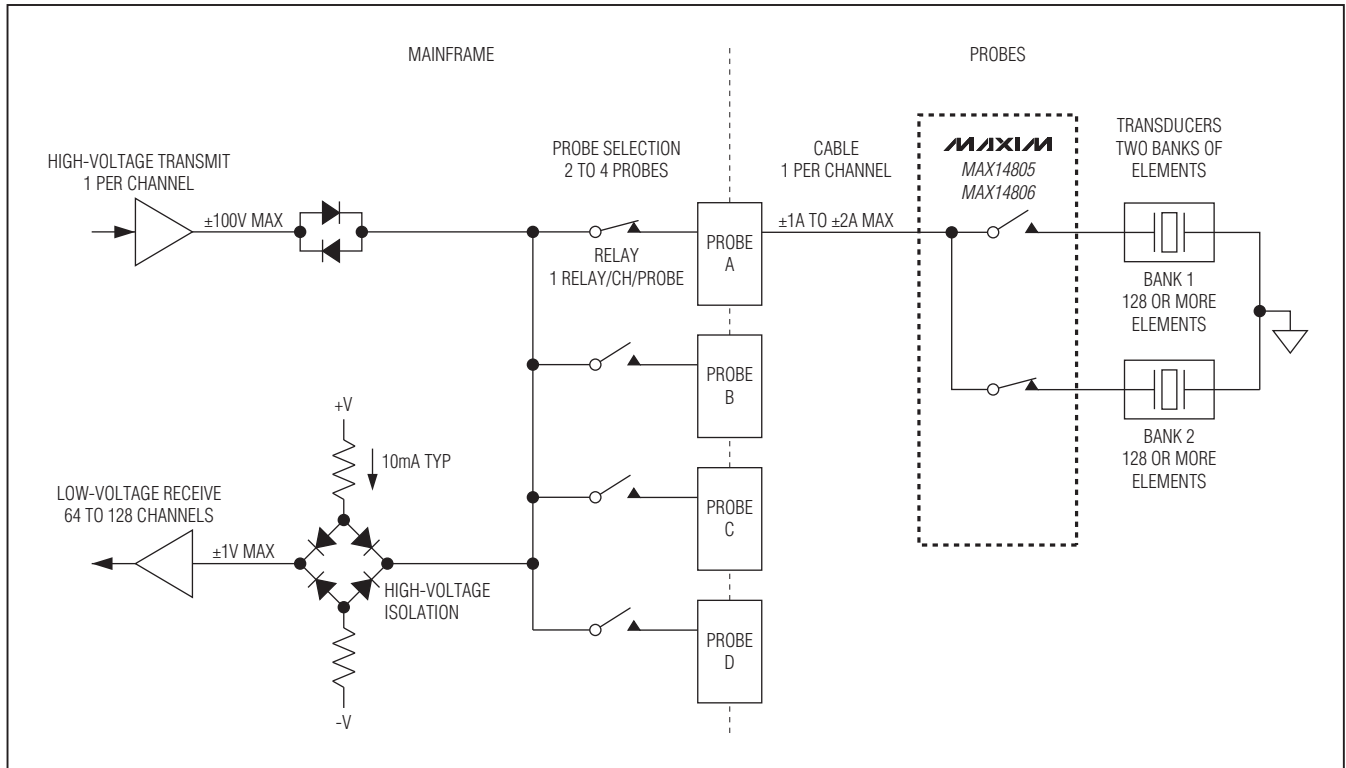 MAINFRAME
PROBES
HIGH-VOLTAGE TRANSMIT
1 PER CHANNEL
±100V MAX
PROBE SELECTION
2 TO 4 PROBES
RELAY
1 RELAY/CH/PROBE
PROBE
A
CABLE
1 PER CHANNEL
±1A TO ±2A MAX
MAXIM
MAX14805
MAX14806
TRANSDUCERS
TWO BANKS OF
ELEMENTS
BANK 1
128 OR MORE
ELEMENTS
PROBE
B
BANK 2
128 OR MORE
ELEMENTS
+V
10mA TYP
LOW-VOLTAGE RECEIVE
64 TO 128 CHANNELS
±1V MAX
HIGH-VOLTAGE
ISOLATION
-V
PROBE
C
PROBE
D